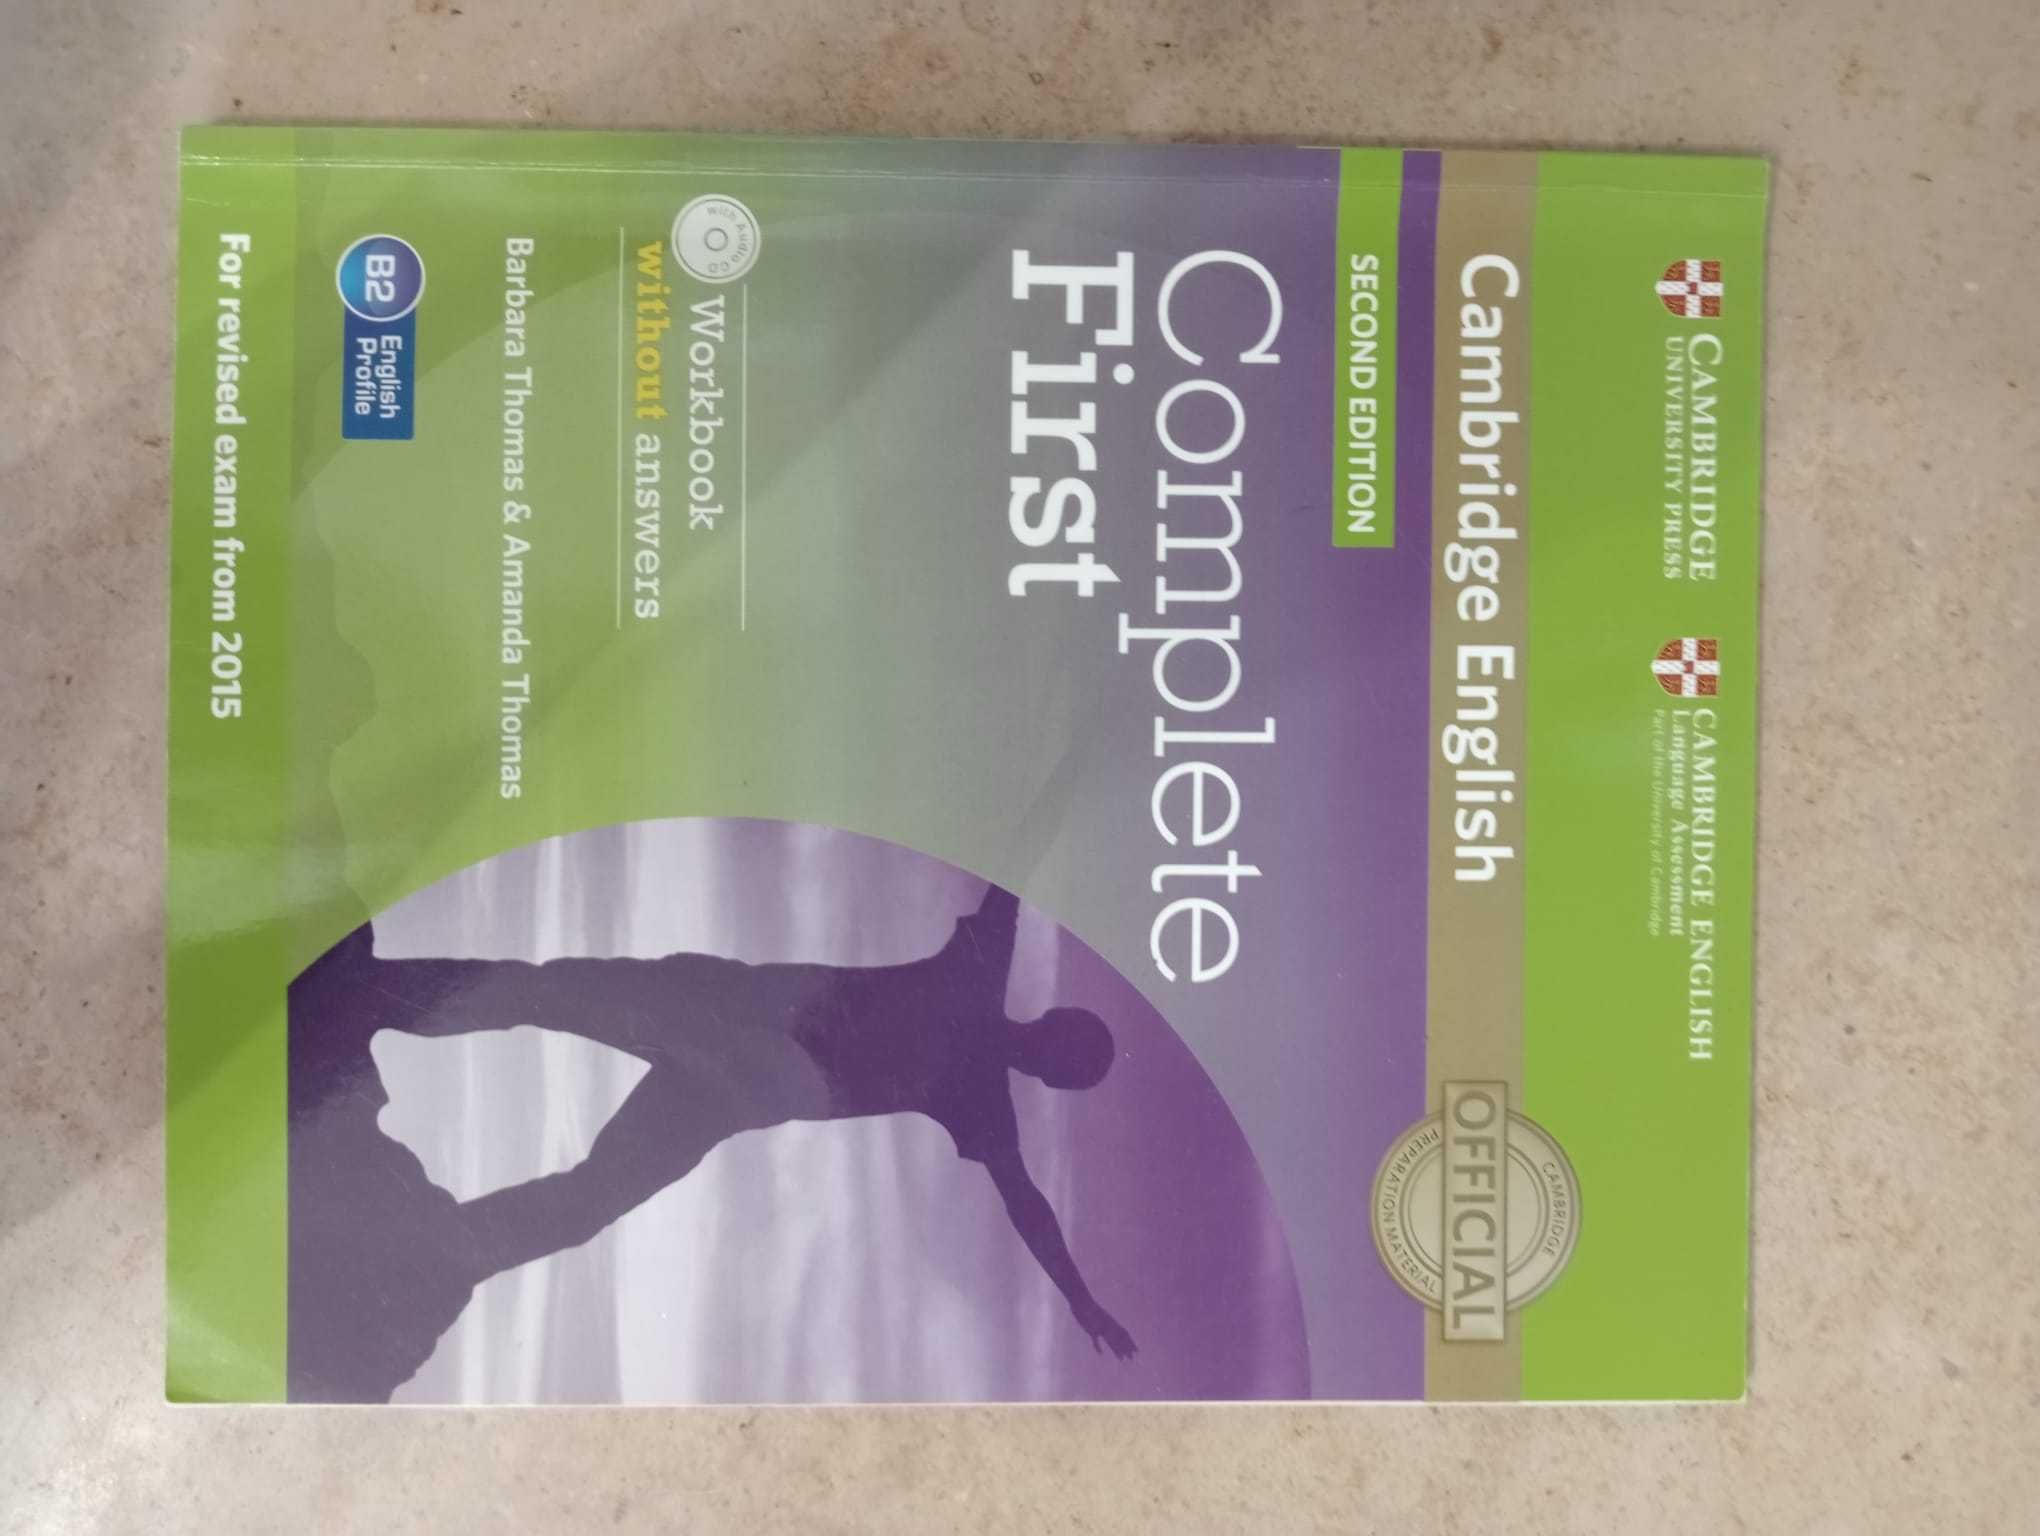 CAMBRIDGE
UNIVERSITY PRESS
CAMBRIDGE ENGLISH
Language Assessment
Part of the University of Cambridge
Cambridge English
CAMBRIDGE
OFFICIAL
PREPARATION MATERIAL
SECOND EDITION
Complete
First
With Audio CD
Workbook
without answers
Barbara Thomas & Amanda Thomas
B2
English
Profile
For revised exam from 2015